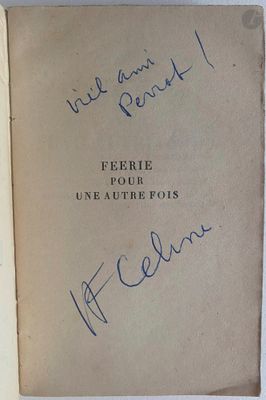 vieil ami
Perrot !
FEERIE
POUR
UNE AUTRE FOIS
LF Celine